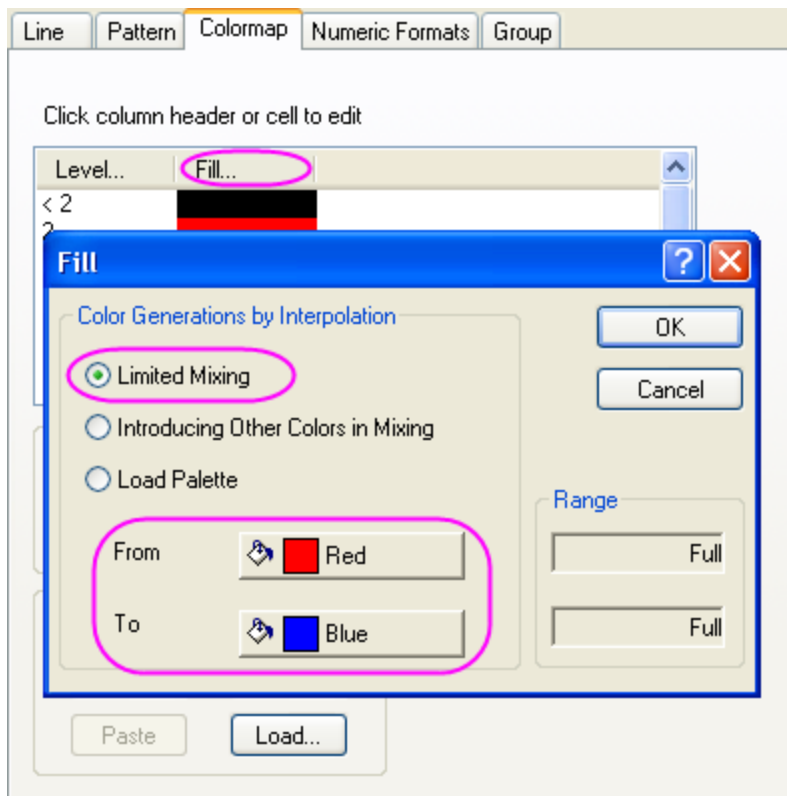 Line Pattern Colormap Numeric Formats Group
Click column header or cell to edit
Level... Fill...
< 2
2
Fill
?
Color Generations by Interpolation
OK
Limited Mixing
Cancel
Introducing Other Colors in Mixing
Load Palette
Range
From Red Full
To Blue Full
Paste Load...